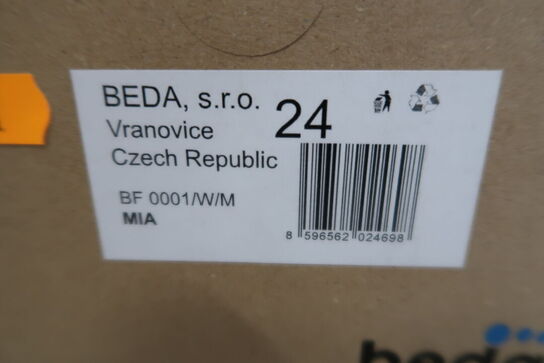 BEDA, s.r.o. 24
Vranovice
Czech Republic
BF 0001/W/M
MIA
8 596562 024698